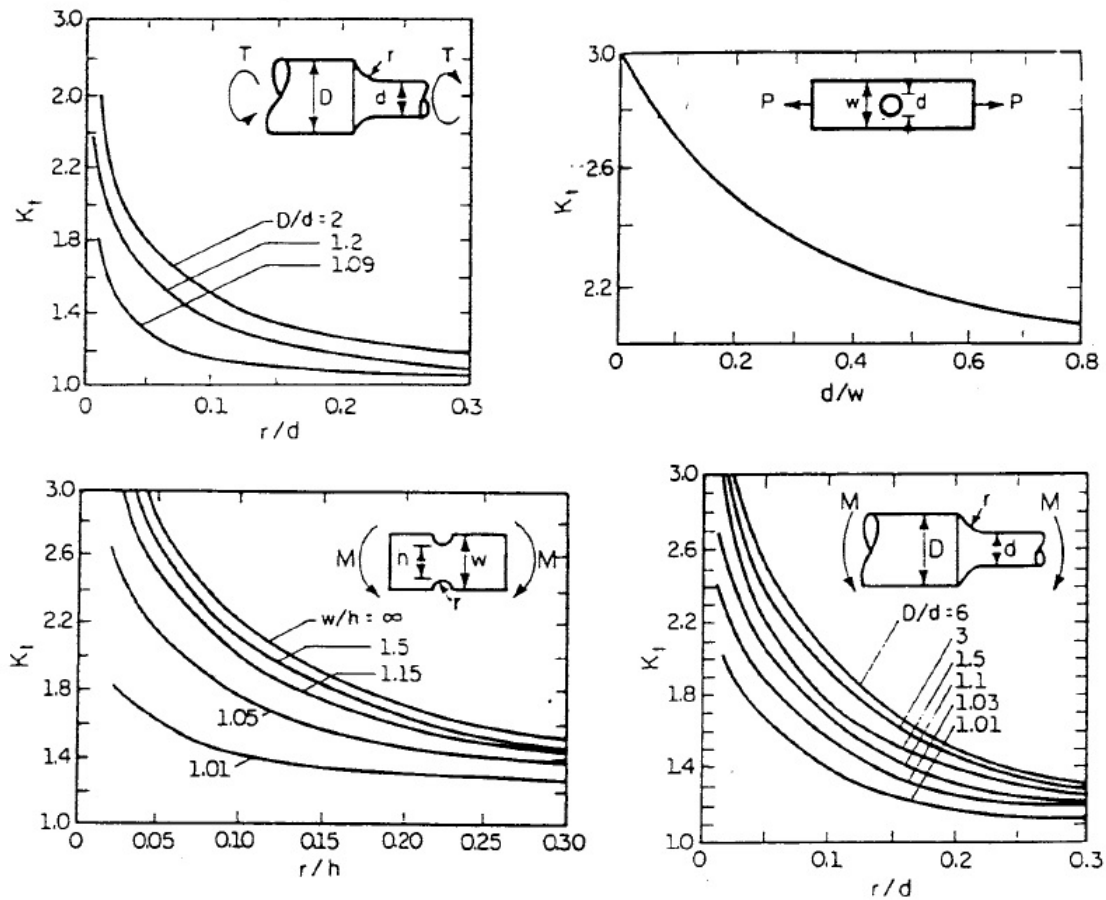 3.0
2.0
2.2
1.8
1.4
1.0
K_t
T
r
D
d
T
D/d = 2
1.2
1.09
0
0.1
0.2
0.3
r/d
3.0
2.6
2.2
K_t
P
w
d
P
0
0.2
0.4
0.6
0.8
d/w
3.0
2.6
2.2
1.8
1.4
1.0
K_t
M
h
w
M
r
w/h = ∞
1.5
1.15
1.05
1.01
0
0.05
0.10
0.15
0.20
0.25
0.30
r/h
3.0
2.6
2.2
1.8
1.4
1.0
K_t
M
r
M
D
d
D/d = 6
3
1.5
1.1
1.03
1.01
0
0.1
0.2
0.3
r/d